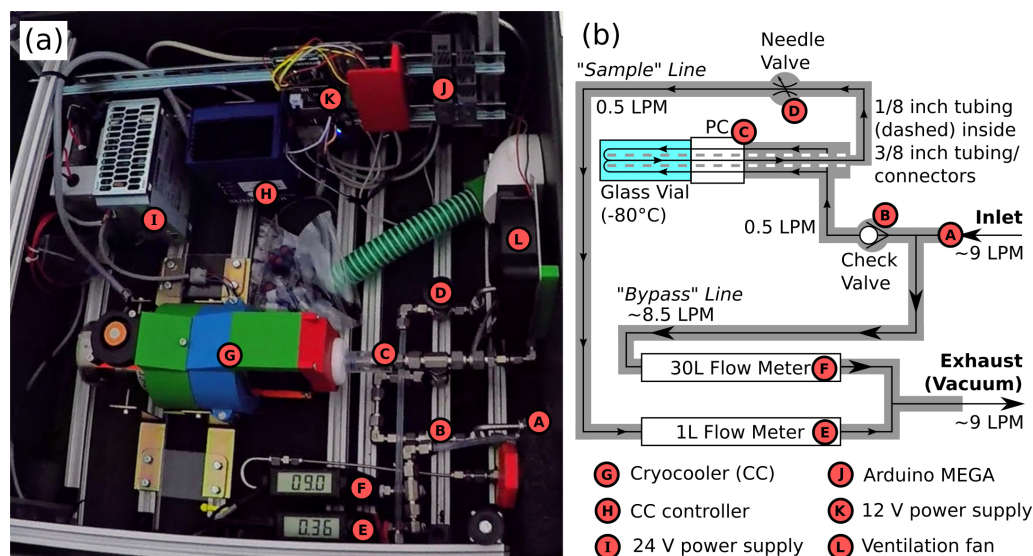 (a)
K
J
H
I
L
D
G
C
B
A
09.0
F
0.36
E
(b)
Needle
Valve
"Sample" Line
0.5 LPM
D
1/8 inch tubing
(dashed) inside
3/8 inch tubing/
connectors
PC
C
Glass Vial
(-80°C)
0.5 LPM
B
A
Inlet
~9 LPM
Check
Valve
"Bypass" Line
~8.5 LPM
Exhaust
(Vacuum)
30L Flow Meter
F
~9 LPM
1L Flow Meter
E
G Cryocooler (CC)
H CC controller
I 24 V power supply
J Arduino MEGA
K 12 V power supply
L Ventilation fan